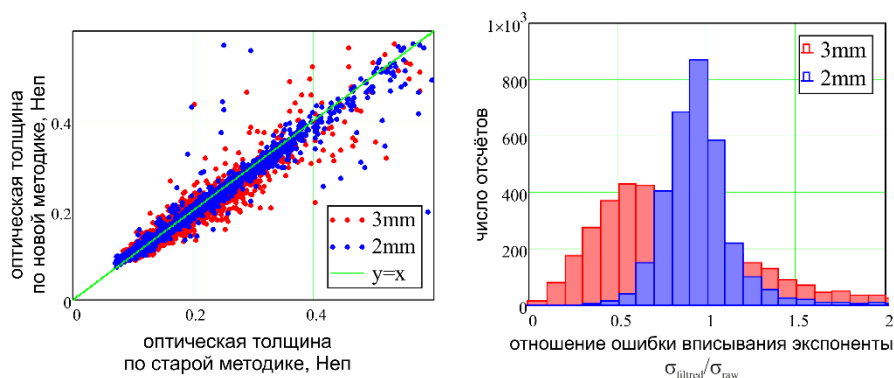 оптическая толщина
по новой методике, Неп
0.4
0.2
0
0
0.2
0.4
3mm
2mm
y=x
оптическая толщина
по старой методике, Неп
1×10³
800
600
400
200
0
0
0.5
1
1.5
2
3mm
2mm
число отсчётов
отношение ошибки вписывания экспоненты
σfiltred/σraw